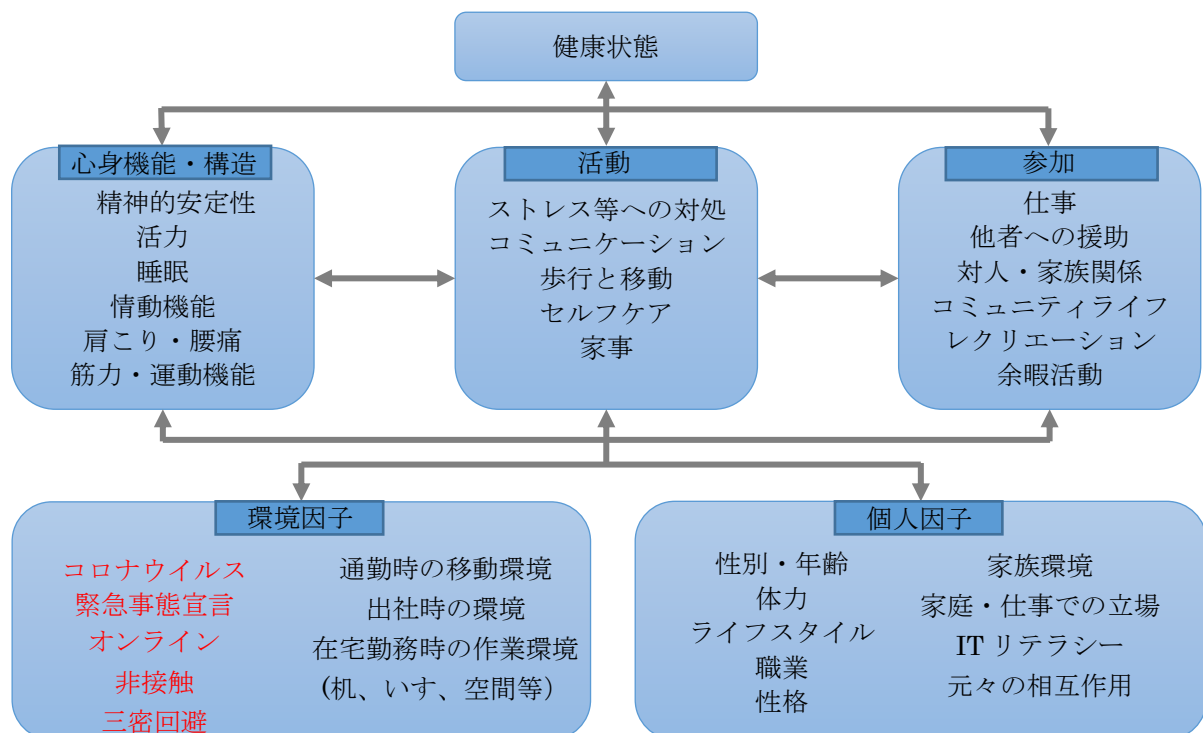 健康状態
心身機能・構造
精神的安定性
活力
睡眠
情動機能
肩こり・腰痛
筋力・運動機能
活動
ストレス等への対処
コミュニケーション
歩行と移動
セルフケア
家事
参加
仕事
他者への援助
対人・家族関係
コミュニティライフ
レクリエーション
余暇活動
環境因子
コロナウイルス
緊急事態宣言
オンライン
非接触
三密回避
通勤時の移動環境
出社時の環境
在宅勤務時の作業環境
(机、いす、空間等)
個人因子
性別・年齢
体力
ライフスタイル
職業
性格
家族環境
家庭・仕事での立場
IT リテラシー
元々の相互作用